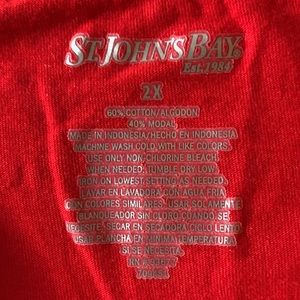 ST. JOHN'S BAY
Est. 1984
2X
60% COTTON/ALGODON
40% MODAL
MADE IN INDONESIA/HECHO EN INDONESIA
MACHINE WASH COLD WITH LIKE COLORS.
USE ONLY NON-CHLORINE BLEACH
WHEN NEEDED. TUMBLE DRY LOW.
IRON ON LOWEST SETTING AS NEEDED.
LAVAR EN LAVADORA CON AGUA FRIA
CON COLORES SIMILARES. USAR SOLAMENTE
BLANQUEADOR SIN CLORO CUANDO SE
NECESITE. SECAR EN SECADORA CICLO LENTO.
USAR PLANCHA EN MINIMA TEMPERATURA
SI SE NECESITA.